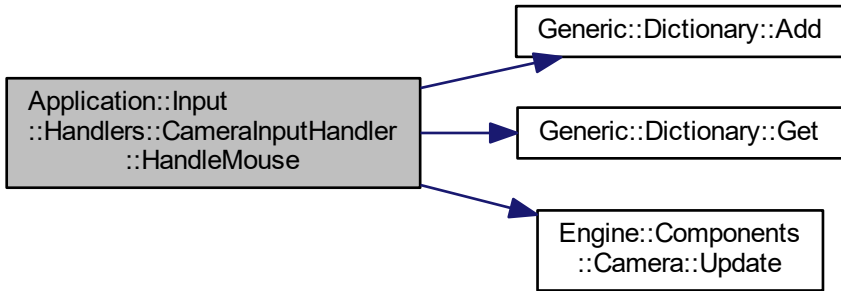 Application::Input
::Handlers::CameraInputHandler
::HandleMouse
Generic::Dictionary::Add
Generic::Dictionary::Get
Engine::Components
::Camera::Update